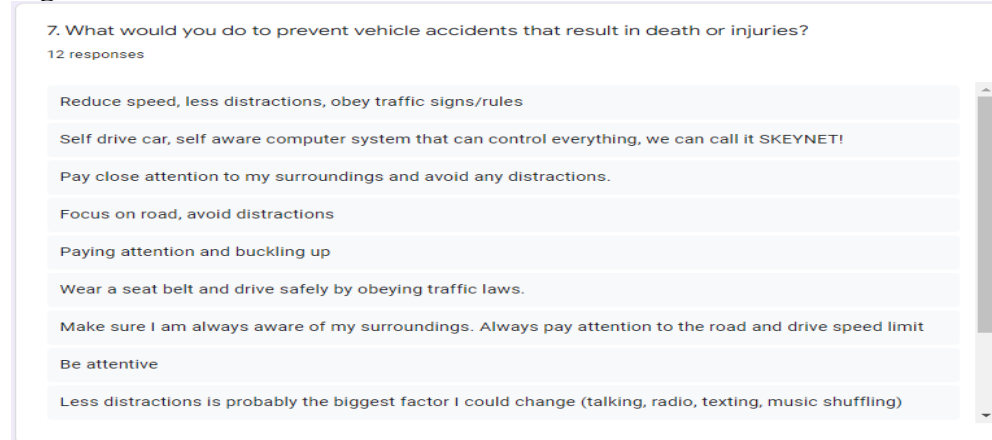 7. What would you do to prevent vehicle accidents that result in death or injuries?
12 responses
Reduce speed, less distractions, obey traffic signs/rules
Self drive car, self aware computer system that can control everything, we can call it SKEYNET!
Pay close attention to my surroundings and avoid any distractions.
Focus on road, avoid distractions
Paying attention and buckling up
Wear a seat belt and drive safely by obeying traffic laws.
Make sure I am always aware of my surroundings. Always pay attention to the road and drive speed limit
Be attentive
Less distractions is probably the biggest factor I could change (talking, radio, texting, music shuffling)